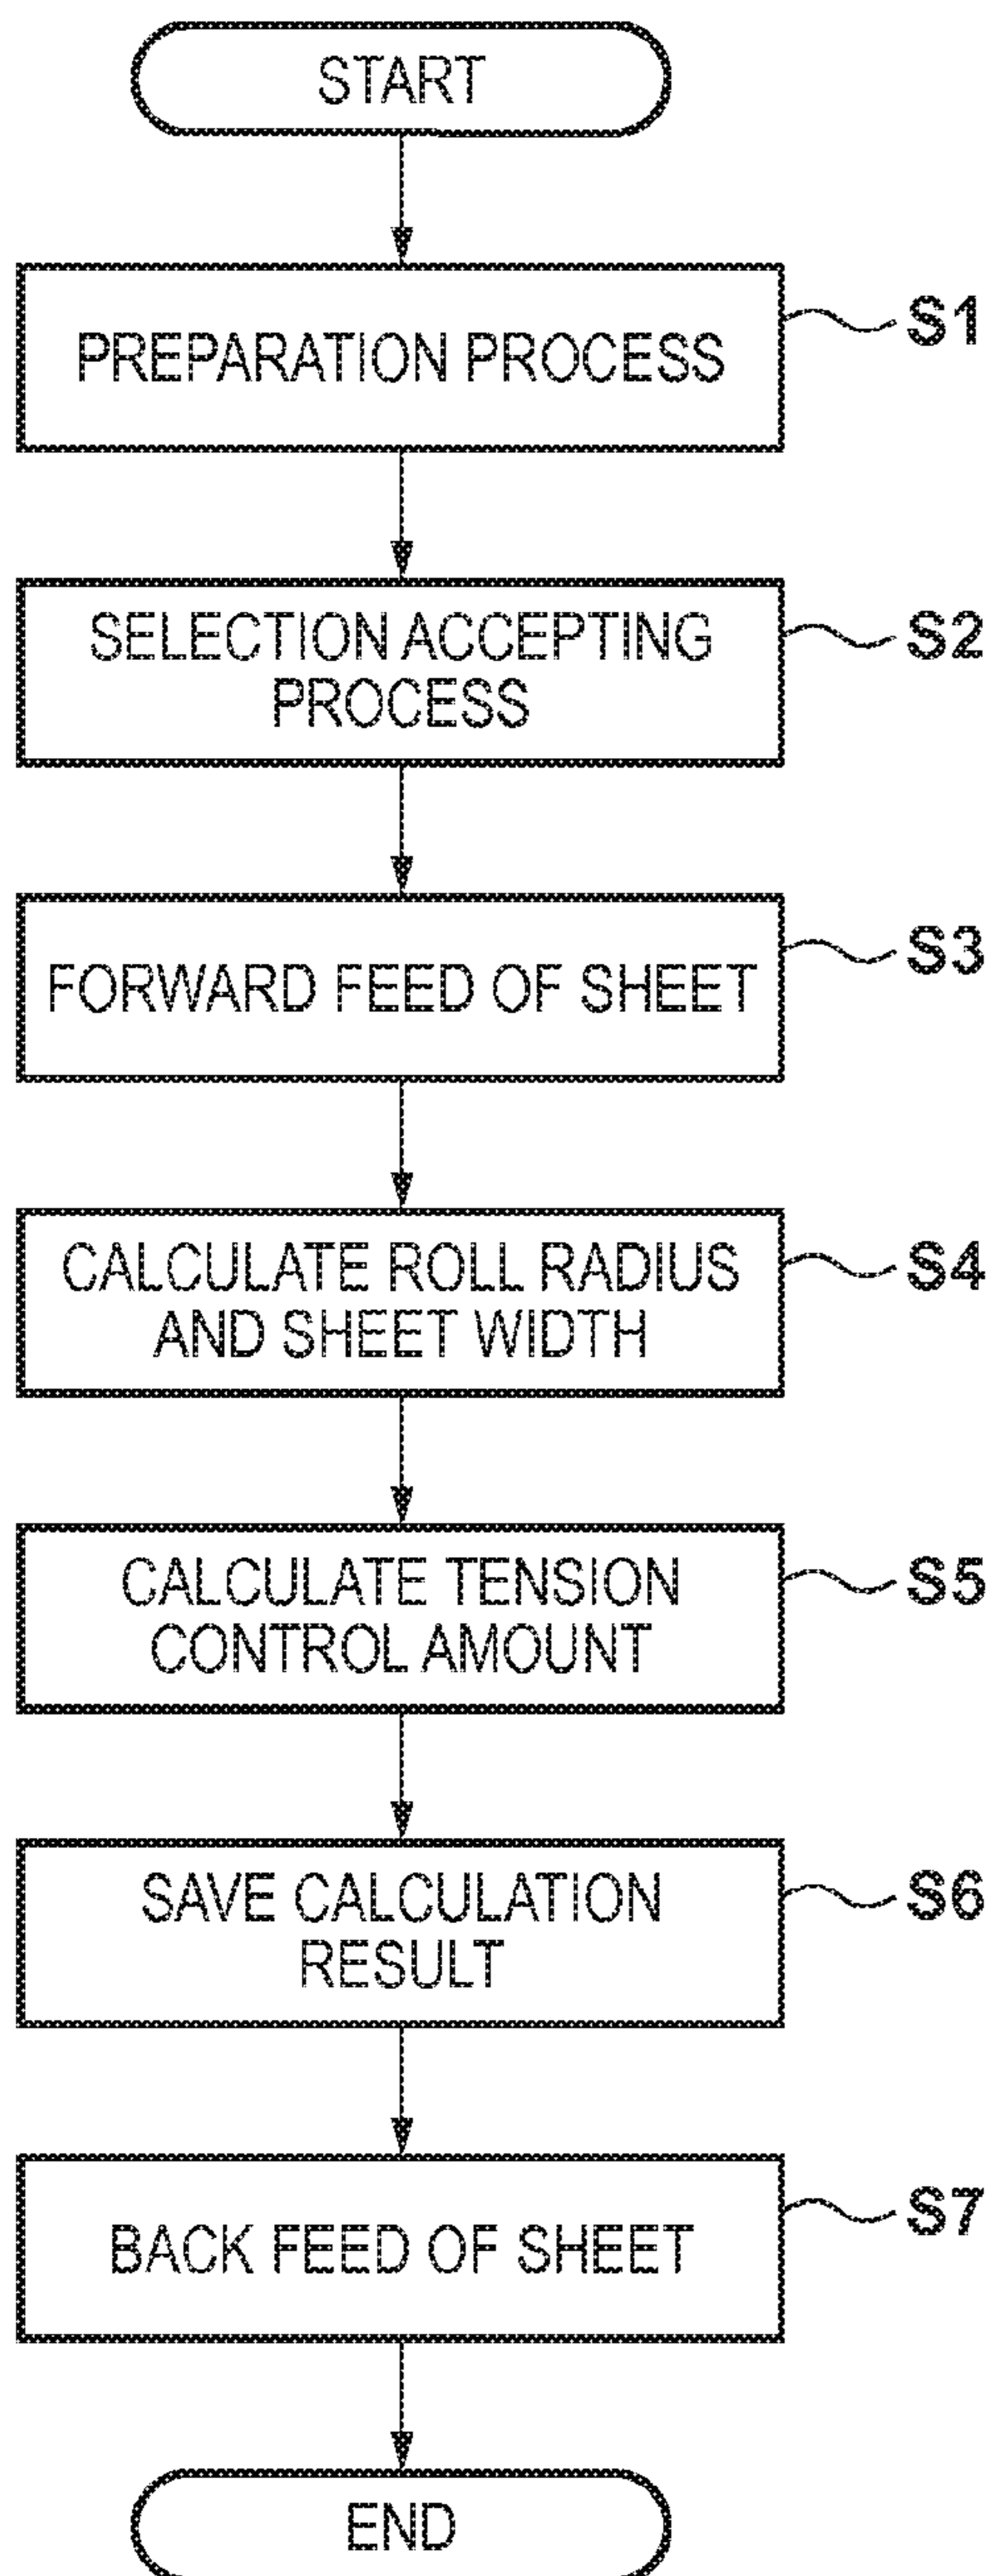 START
PREPARATION PROCESS
S1
SELECTION ACCEPTING
PROCESS
S2
FORWARD FEED OF SHEET
S3
CALCULATE ROLL RADIUS
AND SHEET WIDTH
S4
CALCULATE TENSION
CONTROL AMOUNT
S5
SAVE CALCULATION
RESULT
S6
BACK FEED OF SHEET
S7
END